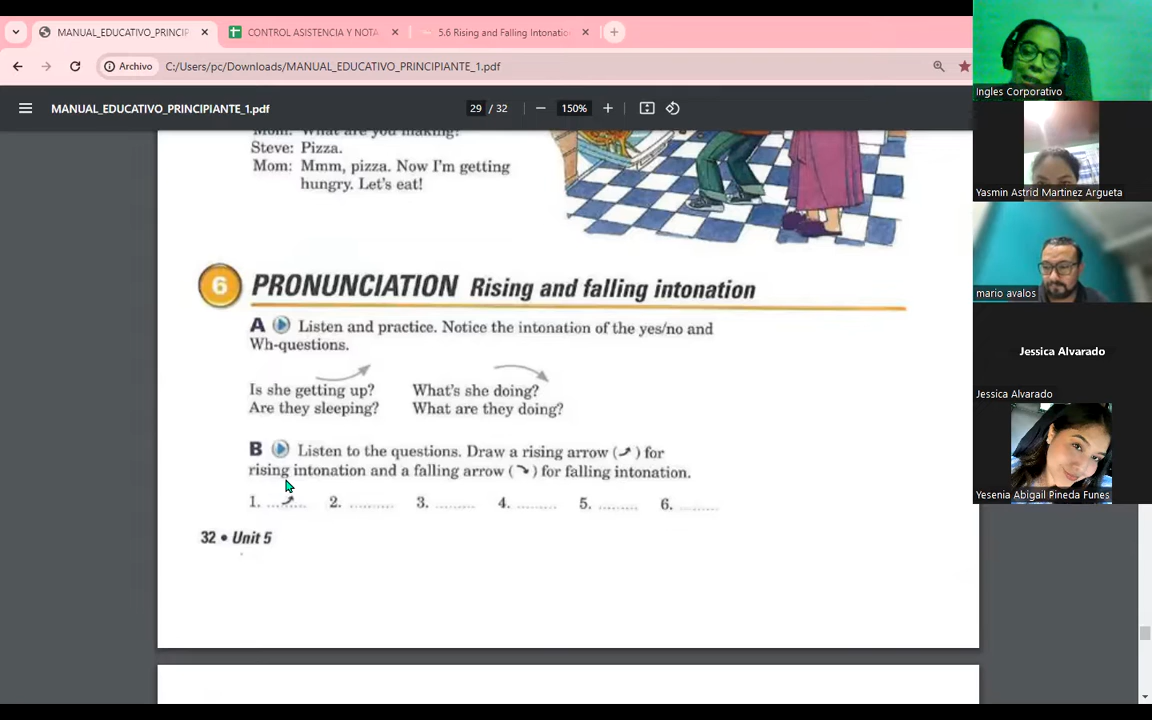 MANUAL_EDUCATIVO_PRINCIP
CONTROL ASISTENCIA Y NOTA
5.6 Rising and Falling Intonatio
Archivo
C:/Users/pc/Downloads/MANUAL_EDUCATIVO_PRINCIPIANTE_1.pdf
MANUAL_EDUCATIVO_PRINCIPIANTE_1.pdf
29 / 32
150%
Mom: What are you making?
Steve: Pizza.
Mom: Mmm, pizza. Now I'm getting
hungry. Let's eat!
6 PRONUNCIATION Rising and falling intonation
A Listen and practice. Notice the intonation of the yes/no and
Wh-questions.
Is she getting up? What's she doing?
Are they sleeping? What are they doing?
B Listen to the questions. Draw a rising arrow ( ) for
rising intonation and a falling arrow ( ) for falling intonation.
1. ........ 2. ........ 3. ........ 4. ........ 5. ........ 6. ........
32 • Unit 5
Ingles Corporativo
Yasmin Astrid Martinez Argueta
mario avalos
Jessica Alvarado
Jessica Alvarado
Yesenia Abigail Pineda Funes